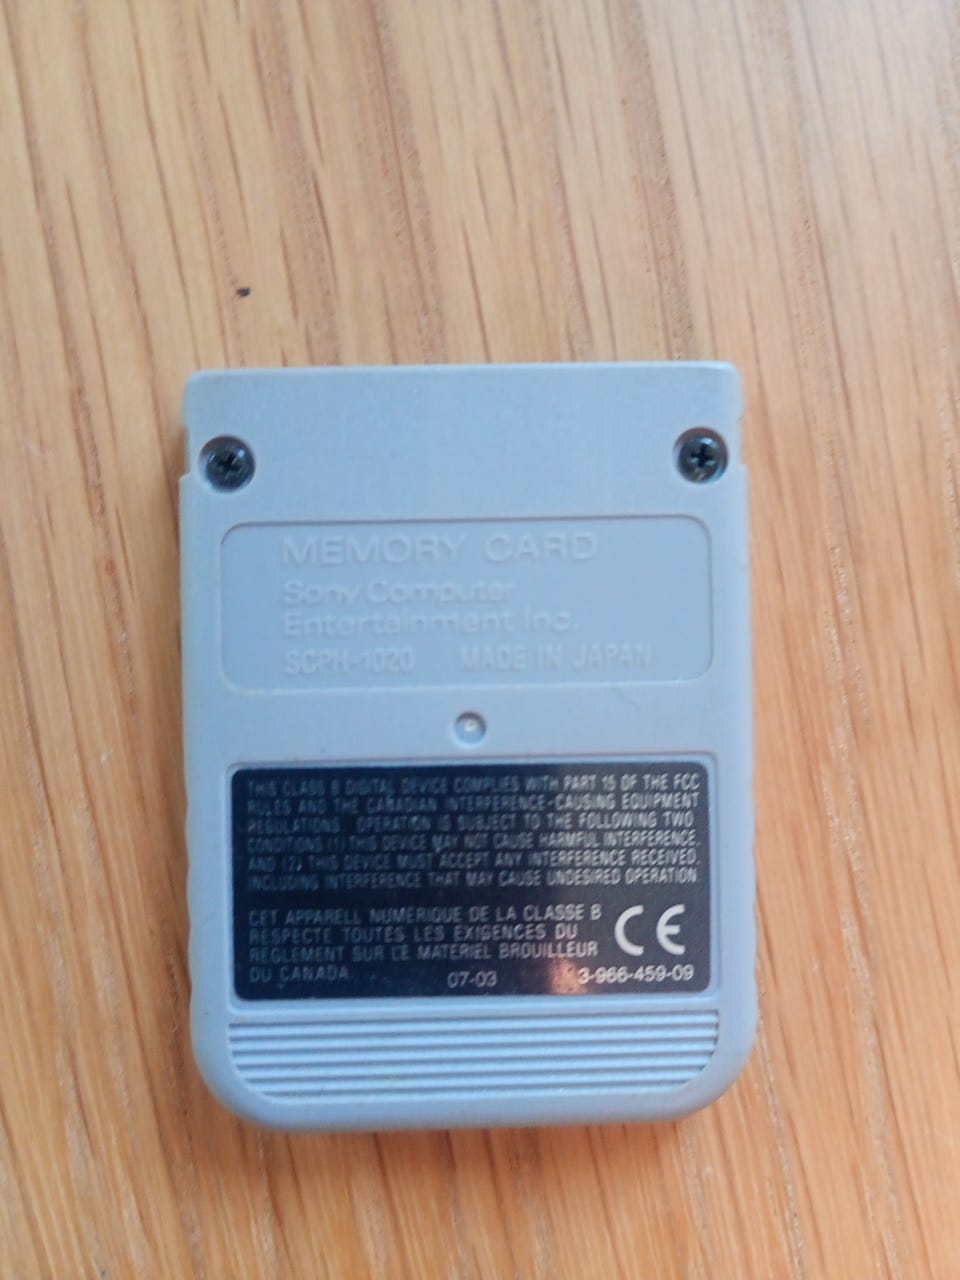 MEMORY CARD
Sony Computer
Entertainment Inc.
SCPH-1020 MADE IN JAPAN
THIS CLASS B DIGITAL DEVICE COMPLIES WITH PART 15 OF THE FCC
RULES AND THE CANADIAN INTERFERENCE-CAUSING EQUIPMENT
REGULATIONS. OPERATION IS SUBJECT TO THE FOLLOWING TWO
CONDITIONS (1) THIS DEVICE MAY NOT CAUSE HARMFUL INTERFERENCE,
AND (2) THIS DEVICE MUST ACCEPT ANY INTERFERENCE RECEIVED,
INCLUDING INTERFERENCE THAT MAY CAUSE UNDESIRED OPERATION
CET APPARELL NUMÉRIQUE DE LA CLASSE B
RESPECTE TOUTES LES EXIGENCES DU
REGLEMENT SUR LE MATERIEL BROUILLEUR
DU CANADA
CE
07-03 3-966-459-09